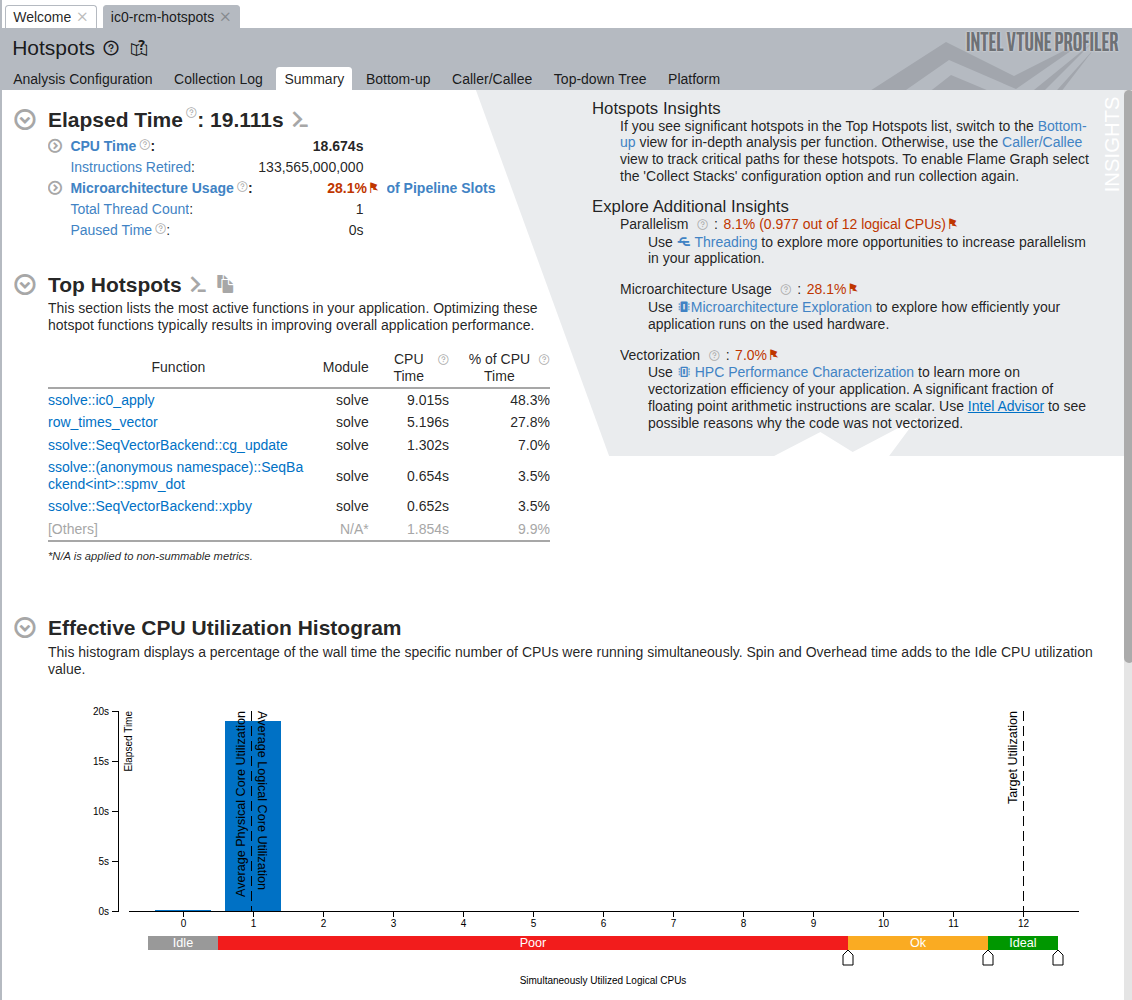 Welcome
ic0-rcm-hotspots
Hotspots
INTEL VTUNE PROFILER
Analysis Configuration Collection Log Summary Bottom-up Caller/Callee Top-down Tree Platform
Elapsed Time: 19.111s
CPU Time: 18.674s
Instructions Retired: 133,565,000,000
Microarchitecture Usage: 28.1% of Pipeline Slots
Total Thread Count: 1
Paused Time: 0s
Top Hotspots
This section lists the most active functions in your application. Optimizing these
hotspot functions typically results in improving overall application performance.
Function Module CPU Time % of CPU Time
ssolve::ic0_apply solve 9.015s 48.3%
row_times_vector solve 5.196s 27.8%
ssolve::SeqVectorBackend::cg_update solve 1.302s 7.0%
ssolve::(anonymous namespace)::SeqBa
ckend<int>::spmv_dot solve 0.654s 3.5%
ssolve::SeqVectorBackend::xpby solve 0.652s 3.5%
[Others] N/A* 1.854s 9.9%
*N/A is applied to non-summable metrics.
Hotspots Insights
If you see significant hotspots in the Top Hotspots list, switch to the Bottom-
up view for in-depth analysis per function. Otherwise, use the Caller/Callee
view to track critical paths for these hotspots. To enable Flame Graph select
the 'Collect Stacks' configuration option and run collection again.
Explore Additional Insights
Parallelism : 8.1% (0.977 out of 12 logical CPUs)
Use Threading to explore more opportunities to increase parallelism
in your application.
Microarchitecture Usage : 28.1%
Use Microarchitecture Exploration to explore how efficiently your
application runs on the used hardware.
Vectorization : 7.0%
Use HPC Performance Characterization to learn more on
vectorization efficiency of your application. A significant fraction of
floating point arithmetic instructions are scalar. Use Intel Advisor to see
possible reasons why the code was not vectorized.
INSIGHTS
Effective CPU Utilization Histogram
This histogram displays a percentage of the wall time the specific number of CPUs were running simultaneously. Spin and Overhead time adds to the Idle CPU utilization
value.
20s
15s
10s
5s
0s
Elapsed Time
Average Physical Core Utilization
Average Logical Core Utilization
Target Utilization
0 1 2 3 4 5 6 7 8 9 10 11 12
Idle Poor Ok Ideal
Simultaneously Utilized Logical CPUs